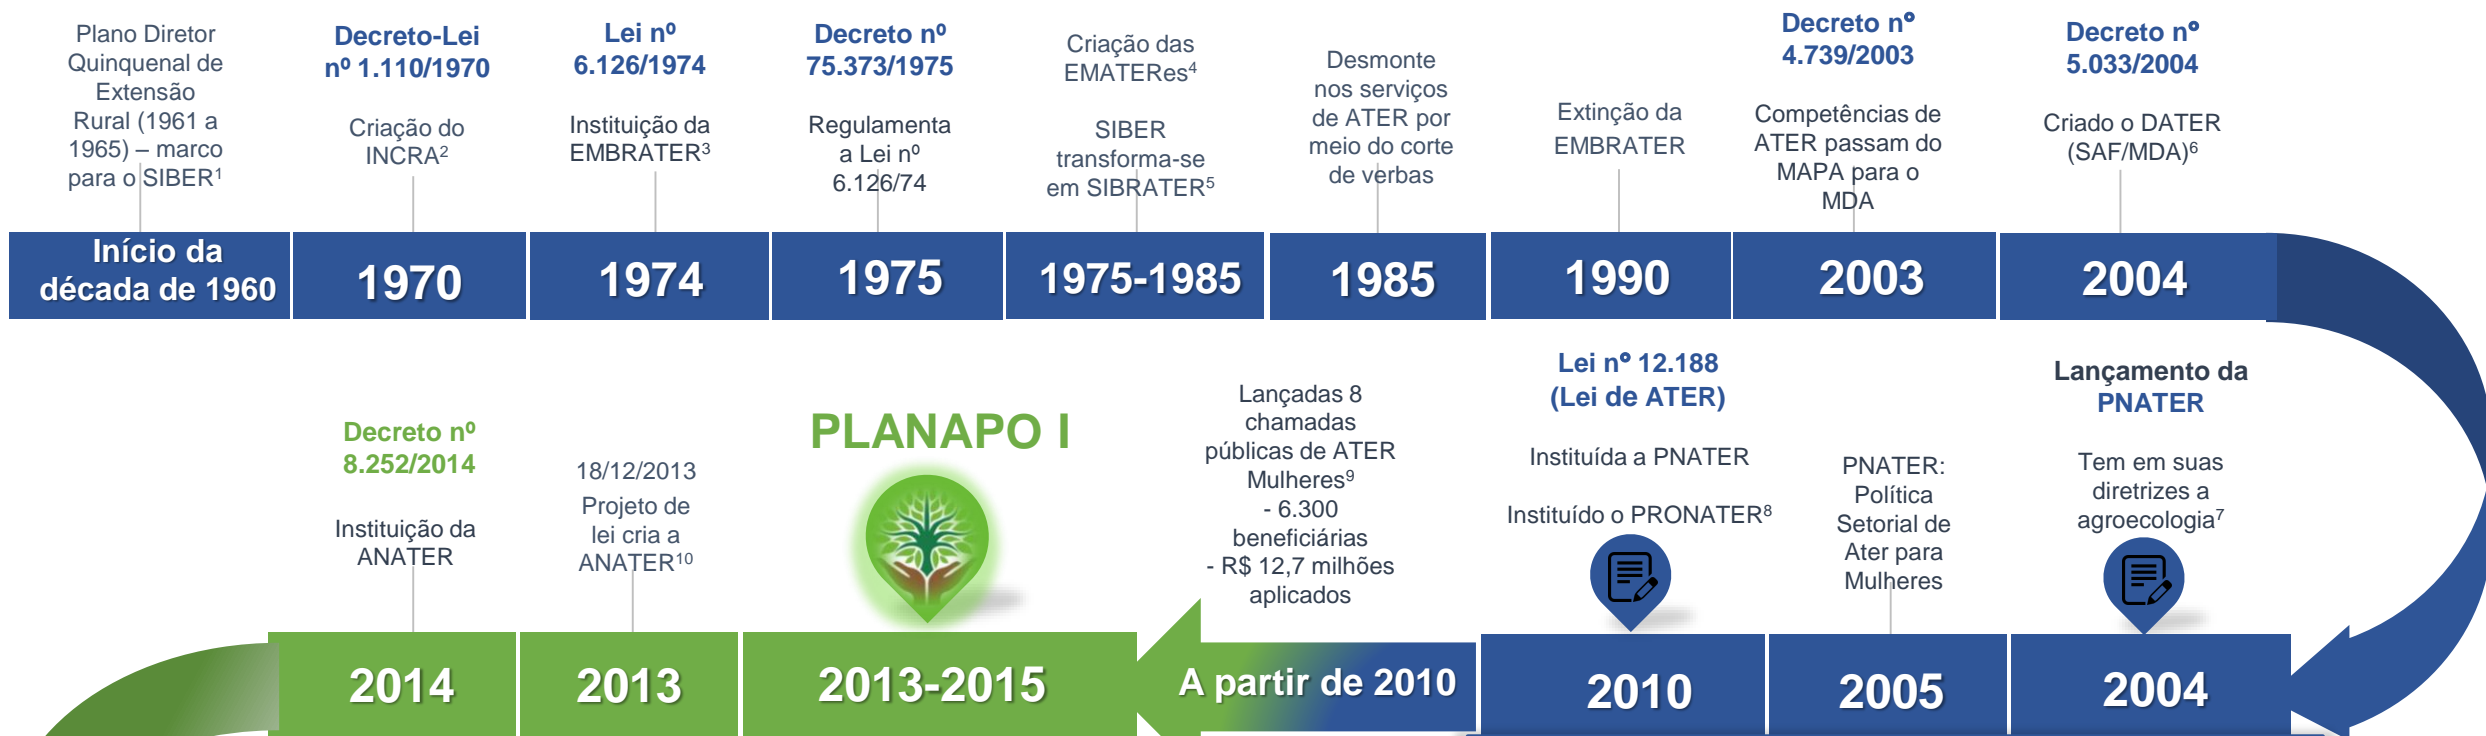 Plano Diretor
Quinquenal de
Extensão
Rural (1961 a
1965) – marco
para o SIBER¹
Início da
década de 1960
Decreto-Lei
nº 1.110/1970
Criação do
INCRA²
1970
Lei nº
6.126/1974
Instituição da
EMBRATER³
1974
Decreto nº
75.373/1975
Regulamenta
a Lei nº
6.126/74
1975
Criação das
EMATERes⁴
SIBER
transforma-se
em SIBRATER⁵
1975-1985
Desmonte
nos serviços
de ATER por
meio do corte
de verbas
1985
Extinção da
EMBRATER
1990
Decreto n°
4.739/2003
Competências de
ATER passam do
MAPA para o
MDA
2003
Decreto n°
5.033/2004
Criado o DATER
(SAF/MDA)⁶
2004
Lançamento da
PNATER
Tem em suas
diretrizes a
agroecologia⁷
2004
PNATER:
Política
Setorial de
Ater para
Mulheres
2005
Lei n° 12.188
(Lei de ATER)
Instituída a PNATER
Instituído o PRONATER⁸
2010
Lançadas 8
chamadas
públicas de ATER
Mulheres⁹
- 6.300
beneficiárias
- R$ 12,7 milhões
aplicados
A partir de 2010
PLANAPO I
2013-2015
18/12/2013
Projeto de
lei cria a
ANATER¹⁰
2013
Decreto nº
8.252/2014
Instituição da
ANATER
2014